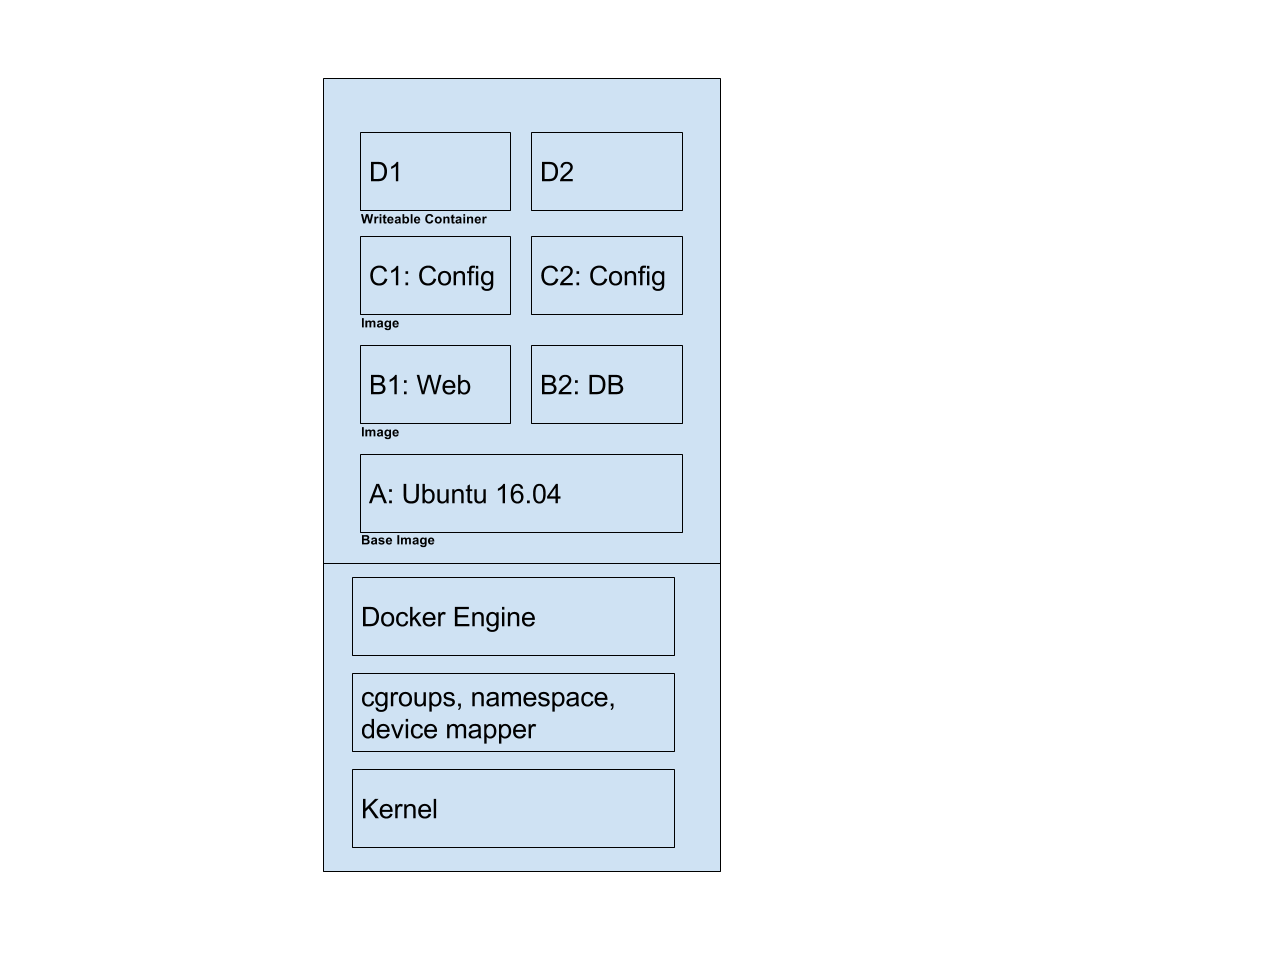 D1
D2
Writeable Container
C1: Config
C2: Config
Image
B1: Web
B2: DB
Image
A: Ubuntu 16.04
Base Image
Docker Engine
cgroups, namespace,
device mapper
Kernel